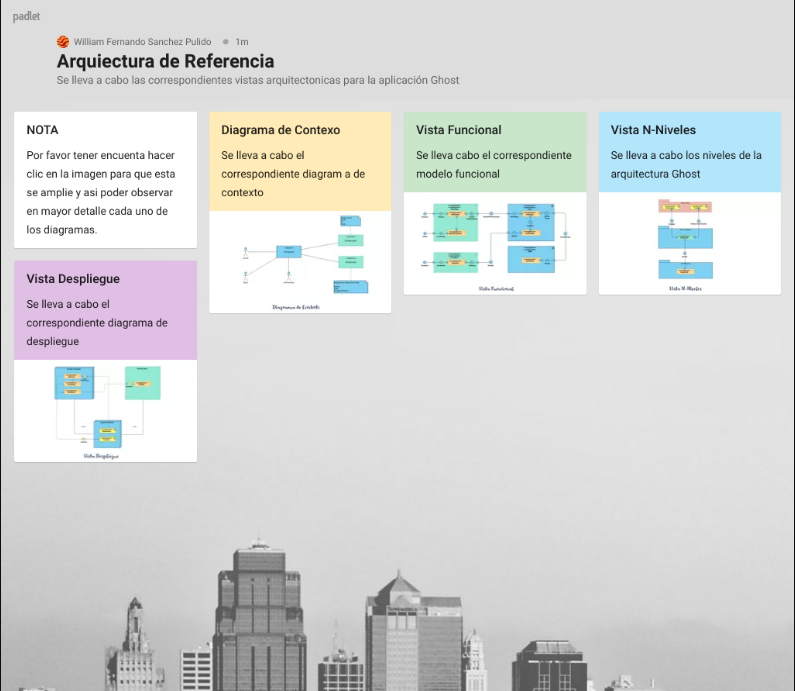 padlet
William Fernando Sanchez Pulido
1m
Arquiectura de Referencia
Se lleva a cabo las correspondientes vistas arquitectonicas para la aplicación Ghost
NOTA
Por favor tener encuenta hacer
clic en la imagen para que esta
se amplie y asi poder observar
en mayor detalle cada uno de
los diagramas.
Diagrama de Contexo
Se lleva a cabo el
correspondiente diagram a de
contexto
Diagrama de Contexto
Vista Funcional
Se lleva cabo el correspondiente
modelo funcional
Vista Funcional
Vista N-Niveles
Se lleva a cabo los niveles de la
arquitectura Ghost
Vista N-Niveles
Vista Despliegue
Se lleva a cabo el
correspondiente diagrama de
despliegue
Vista Despliegue